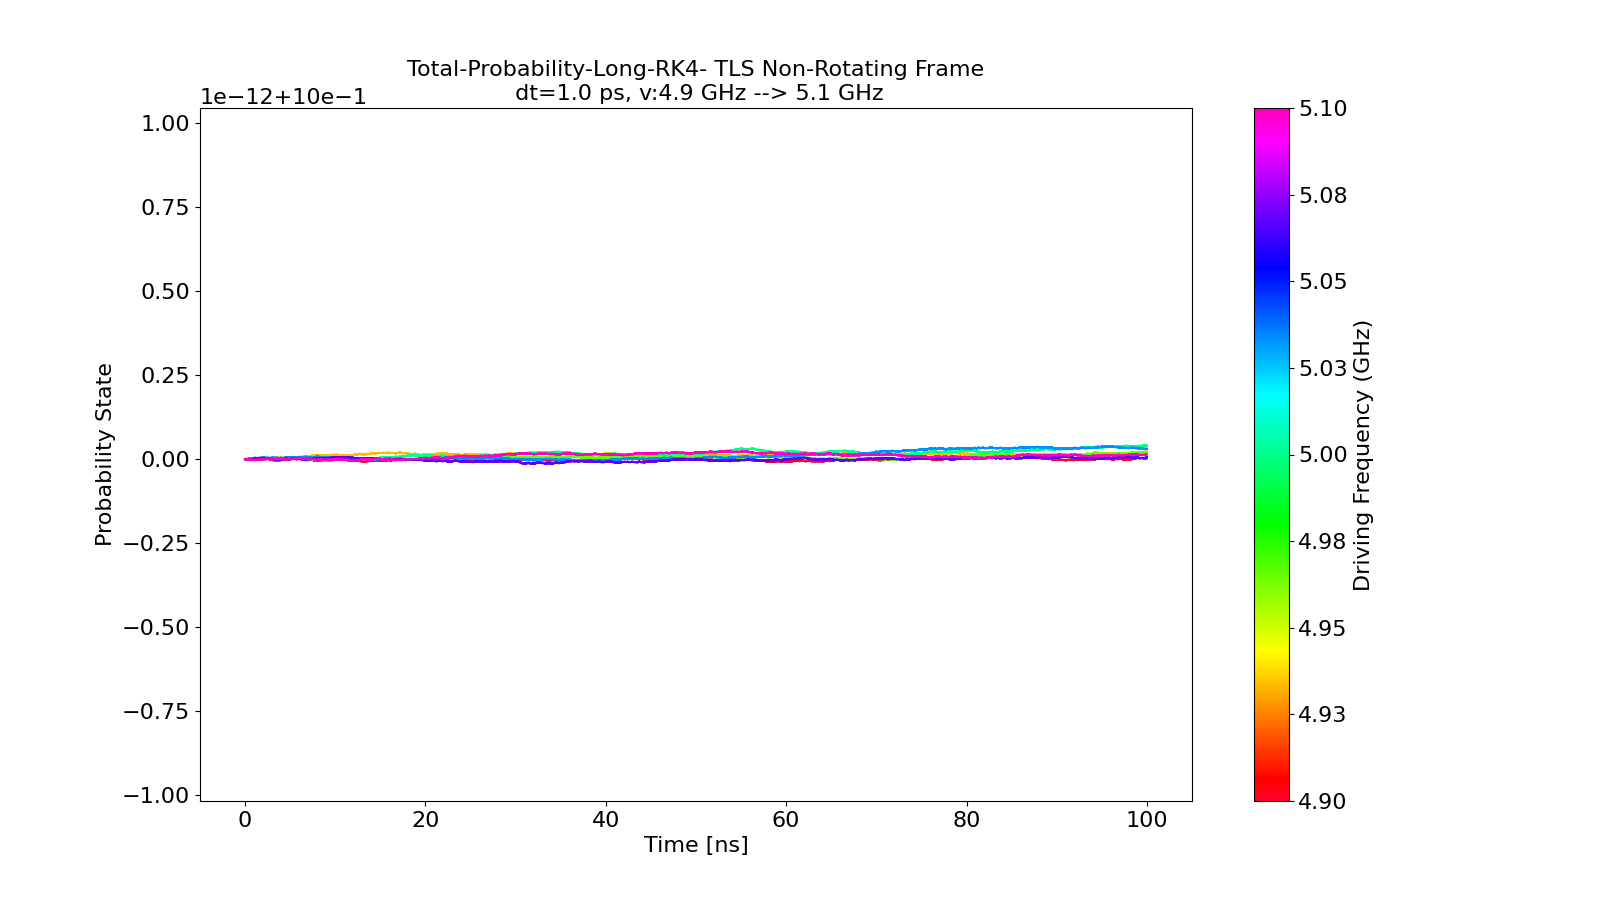 Total-Probability-Long-RK4- TLS Non-Rotating Frame
dt=1.0 ps, v:4.9 GHz --> 5.1 GHz
1e−12+10e−1
1.00
0.75
0.50
0.25
0.00
−0.25
−0.50
−0.75
−1.00
Probability State
0 20 40 60 80 100
Time [ns]
5.10
5.08
5.05
5.03
5.00
4.98
4.95
4.93
4.90
Driving Frequency (GHz)